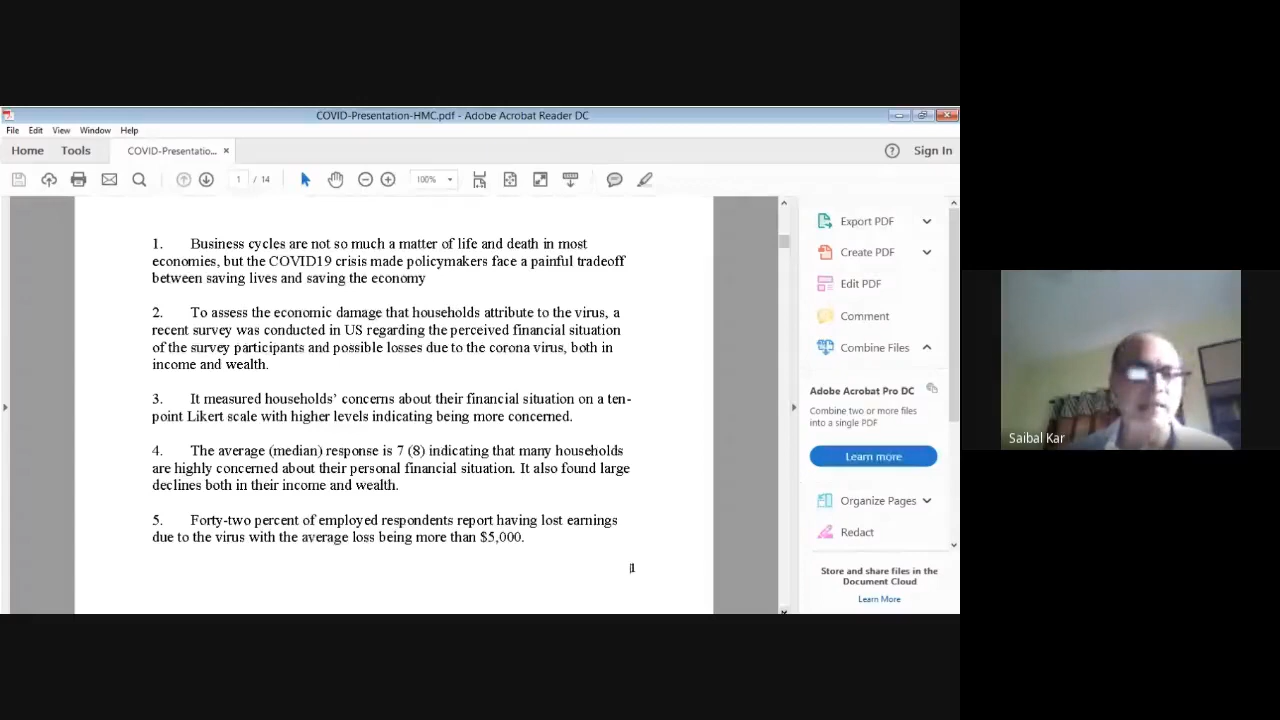 COVID-Presentation-HMC.pdf - Adobe Acrobat Reader DC
File Edit View Window Help
Home Tools COVID-Presentatio... × Sign In
1 / 14 100%
1. Business cycles are not so much a matter of life and death in most
economies, but the COVID19 crisis made policymakers face a painful tradeoff
between saving lives and saving the economy
2. To assess the economic damage that households attribute to the virus, a
recent survey was conducted in US regarding the perceived financial situation
of the survey participants and possible losses due to the corona virus, both in
income and wealth.
3. It measured households’ concerns about their financial situation on a ten-
point Likert scale with higher levels indicating being more concerned.
4. The average (median) response is 7 (8) indicating that many households
are highly concerned about their personal financial situation. It also found large
declines both in their income and wealth.
5. Forty-two percent of employed respondents report having lost earnings
due to the virus with the average loss being more than $5,000.
1
Export PDF
Create PDF
Edit PDF
Comment
Combine Files
Adobe Acrobat Pro DC
Combine two or more files
into a single PDF
Learn more
Organize Pages
Redact
Store and share files in the
Document Cloud
Learn More
Saibal Kar